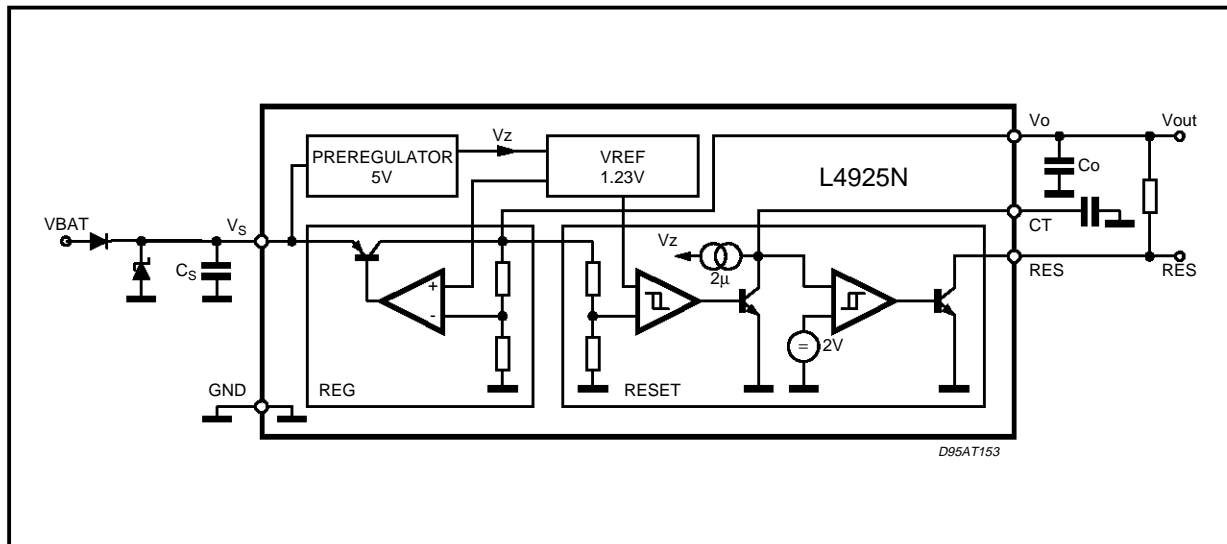 Vo
Vout
Vz
PREREGULATOR
5V
VREF
1.23V
L4925N
Co
CT
VBAT
VS
CS
Vz
2μ
RES
RES
+
-
=
2V
GND
REG
RESET
D95AT153